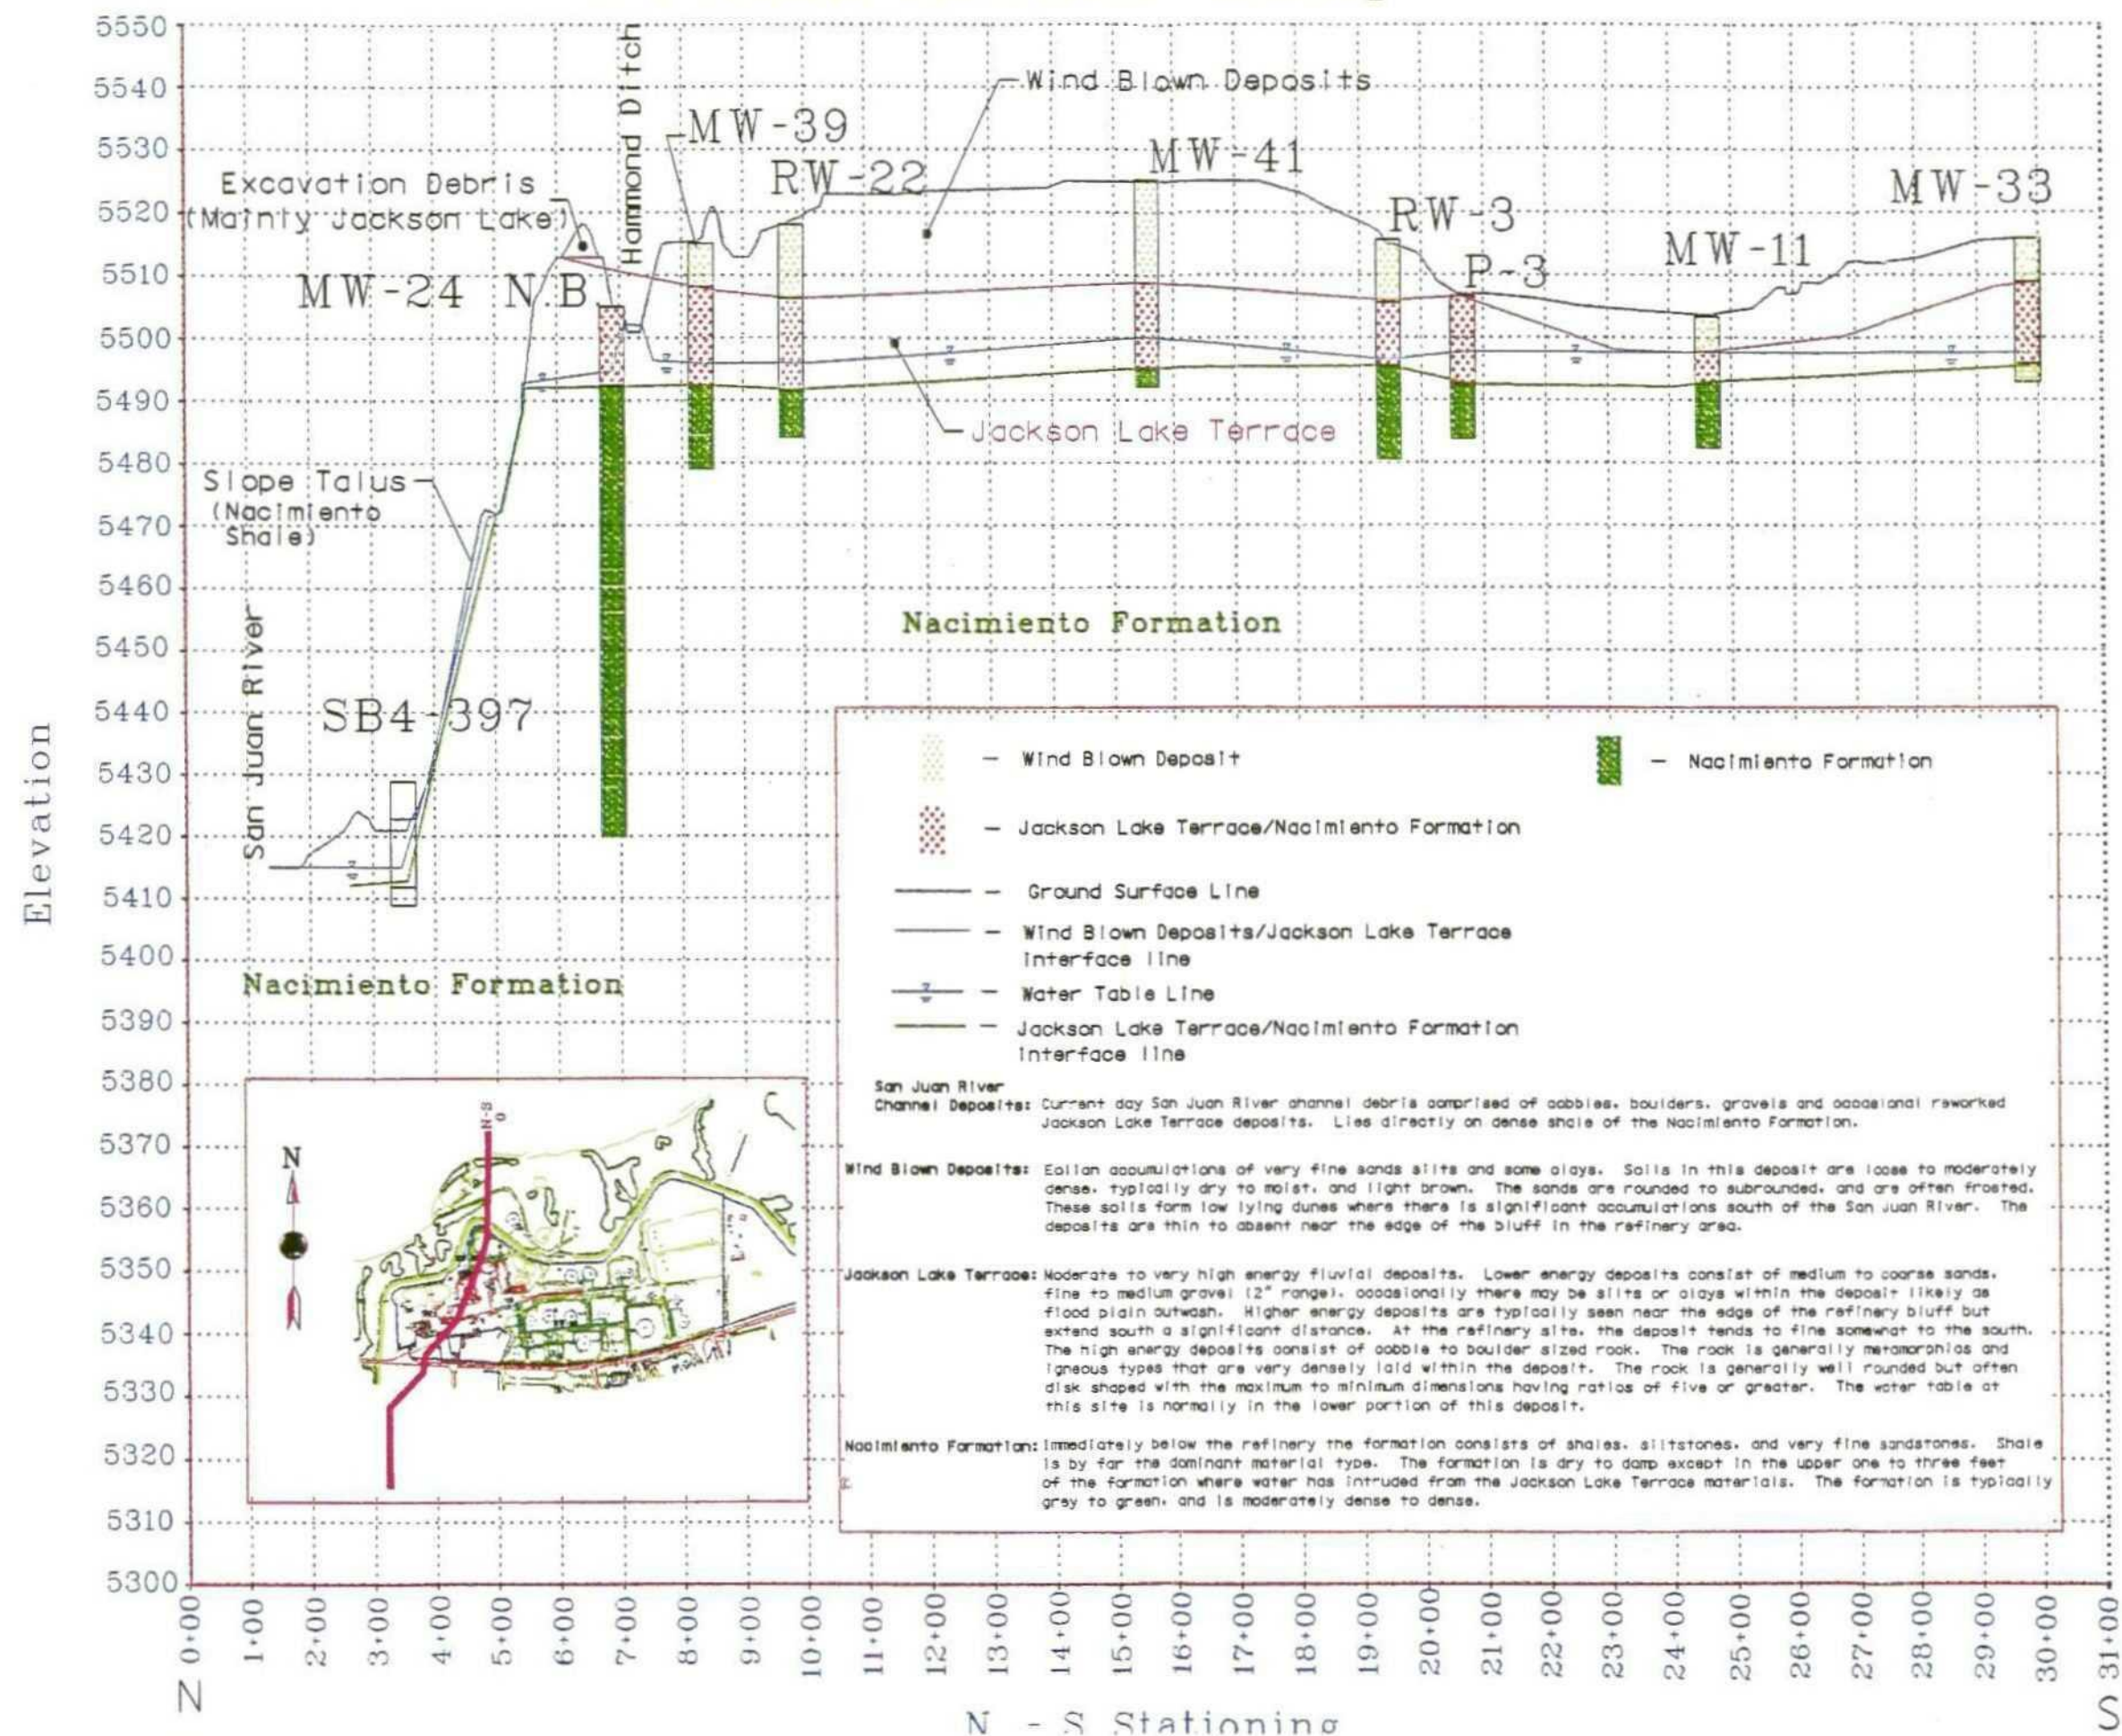 5550
5540
5530
5520
5510
5500
5490
5480
5470
5460
5450
5440
5430
5420
5410
5400
5390
5380
5370
5360
5350
5340
5330
5320
5310
5300
Elevation
Hammond Ditch
Wind Blown Deposits
MW-39
RW-22
MW-41
Excavation Debris
(Mainly Jackson Lake)
MW-24 N.B.
RW-3
P-3
MW-11
MW-33
Jackson Lake Terrace
Slope Talus
(Nacimiento
Shale)
San Juan River
SB4-397
Nacimiento Formation
Nacimiento Formation
- Wind Blown Deposit
- Nacimiento Formation
- Jackson Lake Terrace/Nacimiento Formation
- Ground Surface Line
- Wind Blown Deposits/Jackson Lake Terrace
interface line
- Water Table Line
- Jackson Lake Terrace/Nacimiento Formation
interface line
San Juan River
Channel Deposits: Current day San Juan River channel debris comprised of cobbles, boulders, gravels and occasional reworked
Jackson Lake Terrace deposits. Lies directly on dense shale of the Nacimiento Formation.
Wind Blown Deposits: Eolian accumulations of very fine sands silts and some clays. Soils in this deposit are loose to moderately
dense, typically dry to moist, and light brown. The sands are rounded to subrounded, and are often frosted.
These soils form low lying dunes where there is significant accumulations south of the San Juan River. The
deposits are thin to absent near the edge of the bluff in the refinery area.
Jackson Lake Terrace: Moderate to very high energy fluvial deposits. Lower energy deposits consist of medium to coarse sands,
fine to medium gravel (2" range), occasionally there may be silts or clays within the deposit likely as
flood plain outwash. Higher energy deposits are typically seen near the edge of the refinery bluff but
extend south a significant distance. At the refinery site, the deposit tends to fine somewhat to the south.
The high energy deposits consist of cobble to boulder sized rock. The rock is generally metamorphics and
igneous types that are very densely laid within the deposit. The rock is generally well rounded but often
disk shaped with the maximum to minimum dimensions having ratios of five or greater. The water table at
this site is normally in the lower portion of this deposit.
Nacimiento Formation: Immediately below the refinery the formation consists of shales, siltstones, and very fine sandstones. Shale
is by far the dominant material type. The formation is dry to damp except in the upper one to three feet
of the formation where water has intruded from the Jackson Lake Terrace materials. The formation is typically
gray to green, and is moderately dense to dense.
N-S
0
N
0+00
1+00
2+00
3+00
4+00
5+00
6+00
7+00
8+00
9+00
10+00
11+00
12+00
13+00
14+00
15+00
16+00
17+00
18+00
19+00
20+00
21+00
22+00
23+00
24+00
25+00
26+00
27+00
28+00
29+00
30+00
31+00
N
S
N - S Stationing